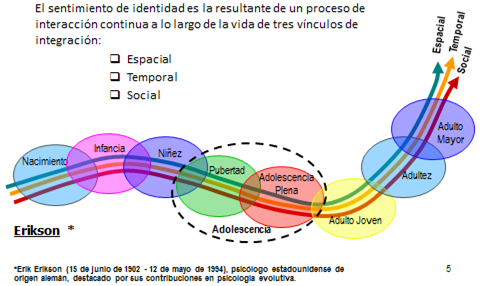 El sentimiento de identidad es la resultante de un proceso de
interacción continua a lo largo de la vida de tres vínculos de
integración:
Espacial
Temporal
Social
Espacial
Temporal
Social
Nacimiento
Infancia
Niñez
Pubertad
Adolescencia
Plena
Adolescencia
Adulto Joven
Adultez
Adulto
Mayor
Erikson *
*Erik Erikson (15 de junio de 1902 - 12 de mayo de 1994), psicólogo estadounidense de
origen alemán, destacado por sus contribuciones en psicología evolutiva.
5